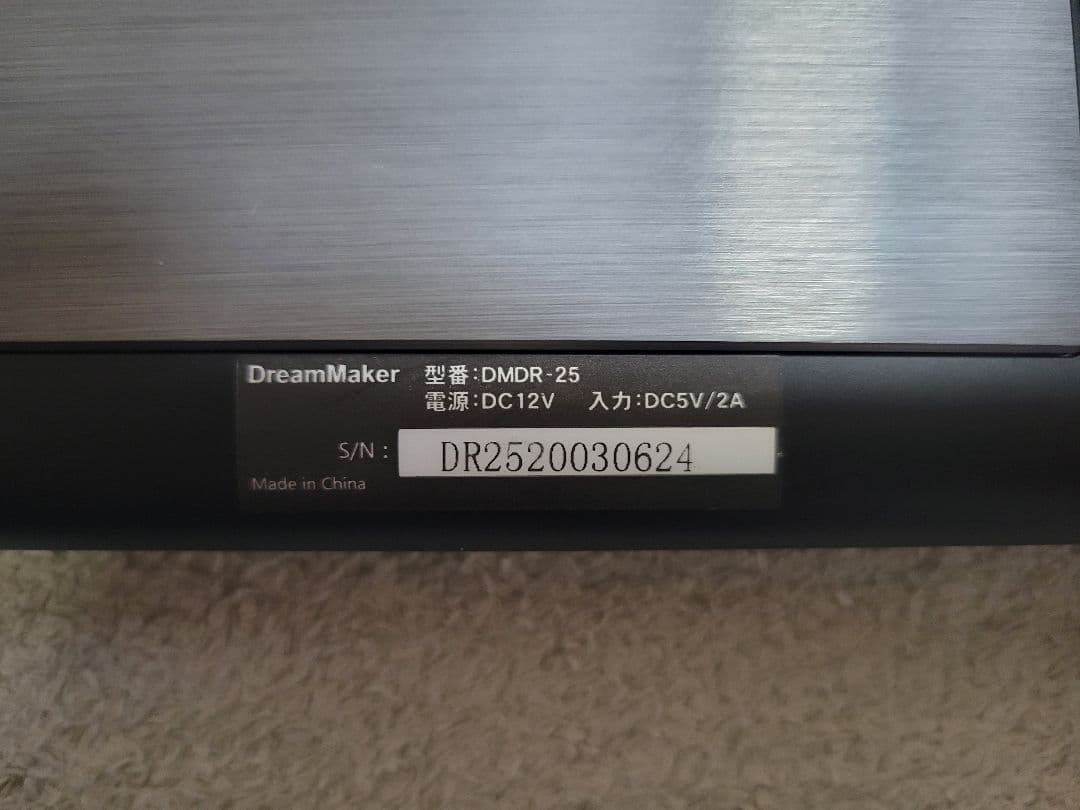 DreamMaker 型番:DMDR-25
電源:DC12V 入力:DC5V/2A
S/N: DR2520030624
Made in China